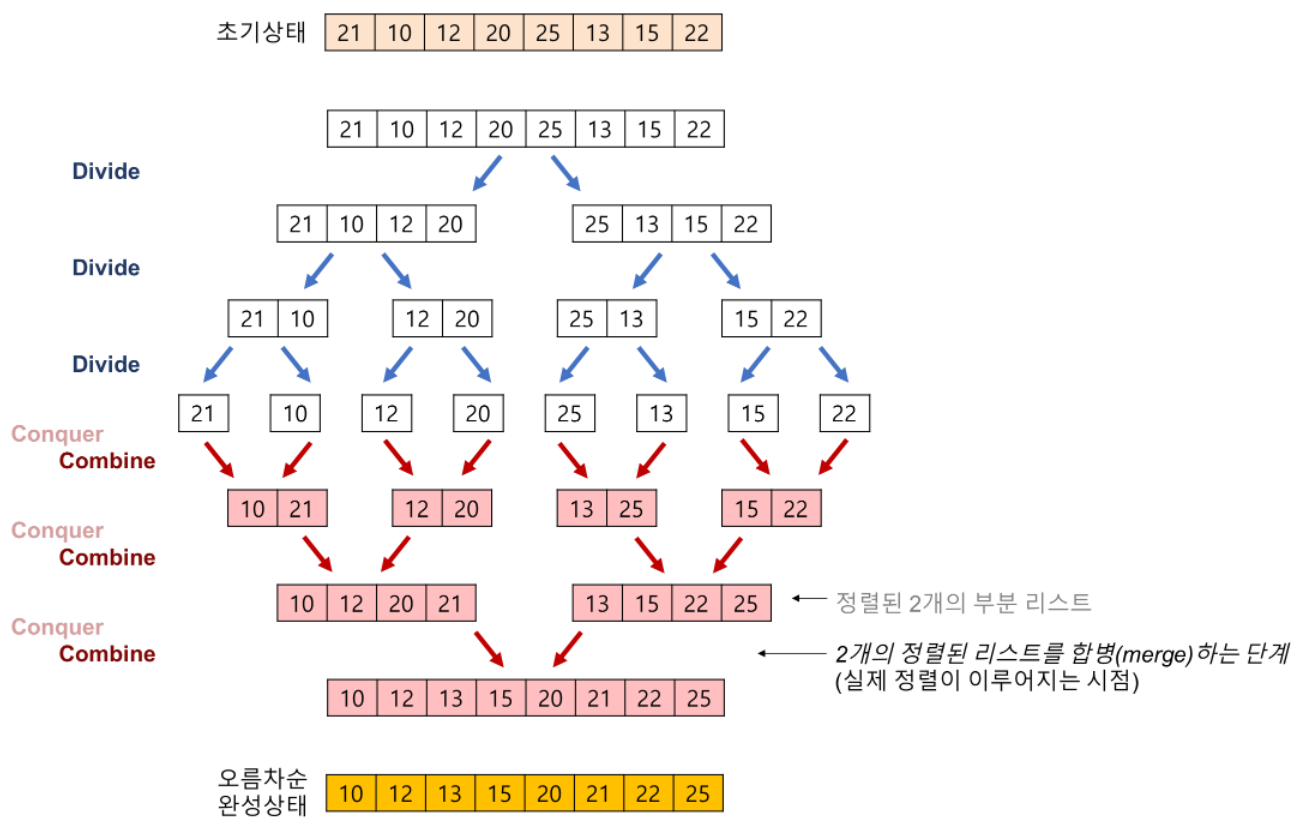 초기상태 21 10 12 20 25 13 15 22
21 10 12 20 25 13 15 22
Divide
21 10 12 20 25 13 15 22
Divide
21 10 12 20 25 13 15 22
Divide
21 10 12 20 25 13 15 22
Conquer
Combine
10 21 12 20 13 25 15 22
Conquer
Combine
10 12 20 21 13 15 22 25 정렬된 2개의 부분 리스트
Conquer
Combine 2개의 정렬된 리스트를 합병(merge)하는 단계
(실제 정렬이 이루어지는 시점)
10 12 13 15 20 21 22 25
오름차순
완성상태 10 12 13 15 20 21 22 25